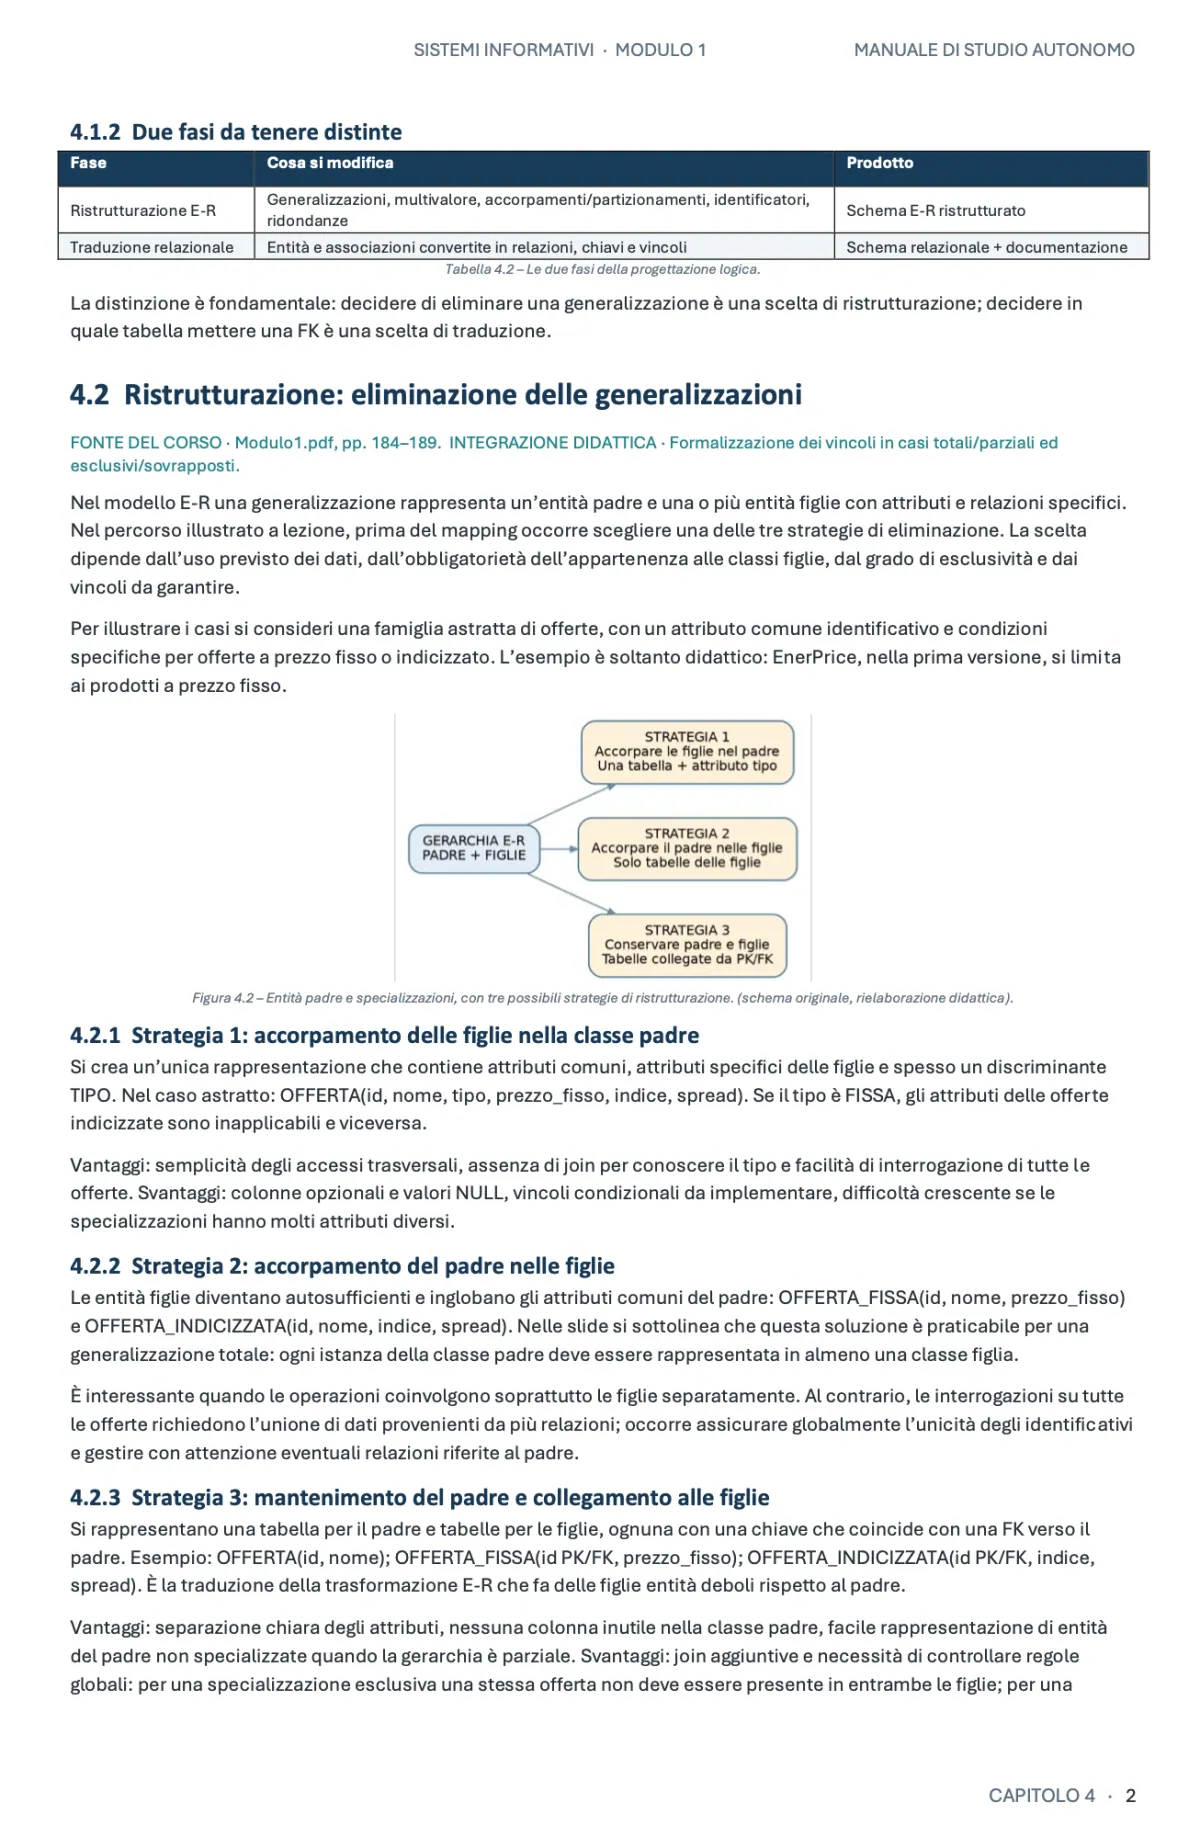 SISTEMI INFORMATIVI · MODULO 1 MANUALE DI STUDIO AUTONOMO
4.1.2 Due fasi da tenere distinte
Fase Cosa si modifica Prodotto
Ristrutturazione E-R Generalizzazioni, multivalore, accorpamenti/partizionamenti, identificatori, ridondanze Schema E-R ristrutturato
Traduzione relazionale Entità e associazioni convertite in relazioni, chiavi e vincoli Schema relazionale + documentazione
Tabella 4.2 – Le due fasi della progettazione logica.
La distinzione è fondamentale: decidere di eliminare una generalizzazione è una scelta di ristrutturazione; decidere in
quale tabella mettere una FK è una scelta di traduzione.
4.2 Ristrutturazione: eliminazione delle generalizzazioni
FONTE DEL CORSO · Modulo1.pdf, pp. 184–189. INTEGRAZIONE DIDATTICA · Formalizzazione dei vincoli in casi totali/parziali ed
esclusivi/sovrapposti.
Nel modello E-R una generalizzazione rappresenta un’entità padre e una o più entità figlie con attributi e relazioni specifici.
Nel percorso illustrato a lezione, prima del mapping occorre scegliere una delle tre strategie di eliminazione. La scelta
dipende dall’uso previsto dei dati, dall’obbligatorietà dell’appartenenza alle classi figlie, dal grado di esclusività e dai
vincoli da garantire.
Per illustrare i casi si consideri una famiglia astratta di offerte, con un attributo comune identificativo e condizioni
specifiche per offerte a prezzo fisso o indicizzato. L’esempio è soltanto didattico: EnerPrice, nella prima versione, si limita
ai prodotti a prezzo fisso.
STRATEGIA 1
Accorpare le figlie nel padre
Una tabella + attributo tipo
GERARCHIA E-R
PADRE + FIGLIE
STRATEGIA 2
Accorpare il padre nelle figlie
Solo tabelle delle figlie
STRATEGIA 3
Conservare padre e figlie
Tabelle collegate da PK/FK
Figura 4.2 – Entità padre e specializzazioni, con tre possibili strategie di ristrutturazione. (schema originale, rielaborazione didattica).
4.2.1 Strategia 1: accorpamento delle figlie nella classe padre
Si crea un’unica rappresentazione che contiene attributi comuni, attributi specifici delle figlie e spesso un discriminante
TIPO. Nel caso astratto: OFFERTA(id, nome, tipo, prezzo_fisso, indice, spread). Se il tipo è FISSA, gli attributi delle offerte
indicizzate sono inapplicabili e viceversa.
Vantaggi: semplicità degli accessi trasversali, assenza di join per conoscere il tipo e facilità di interrogazione di tutte le
offerte. Svantaggi: colonne opzionali e valori NULL, vincoli condizionali da implementare, difficoltà crescente se le
specializzazioni hanno molti attributi diversi.
4.2.2 Strategia 2: accorpamento del padre nelle figlie
Le entità figlie diventano autosufficienti e inglobano gli attributi comuni del padre: OFFERTA_FISSA(id, nome, prezzo_fisso)
e OFFERTA_INDICIZZATA(id, nome, indice, spread). Nelle slide si sottolinea che questa soluzione è praticabile per una
generalizzazione totale: ogni istanza della classe padre deve essere rappresentata in almeno una classe figlia.
È interessante quando le operazioni coinvolgono soprattutto le figlie separatamente. Al contrario, le interrogazioni su tutte
le offerte richiedono l’unione di dati provenienti da più relazioni; occorre assicurare globalmente l’unicità degli identificativi
e gestire con attenzione eventuali relazioni riferite al padre.
4.2.3 Strategia 3: mantenimento del padre e collegamento alle figlie
Si rappresentano una tabella per il padre e tabelle per le figlie, ognuna con una chiave che coincide con una FK verso il
padre. Esempio: OFFERTA(id, nome); OFFERTA_FISSA(id PK/FK, prezzo_fisso); OFFERTA_INDICIZZATA(id PK/FK, indice,
spread). È la traduzione della trasformazione E-R che fa delle figlie entità deboli rispetto al padre.
Vantaggi: separazione chiara degli attributi, nessuna colonna inutile nella classe padre, facile rappresentazione di entità
del padre non specializzate quando la gerarchia è parziale. Svantaggi: join aggiuntive e necessità di controllare regole
globali: per una specializzazione esclusiva una stessa offerta non deve essere presente in entrambe le figlie; per una
CAPITOLO 4 · 2